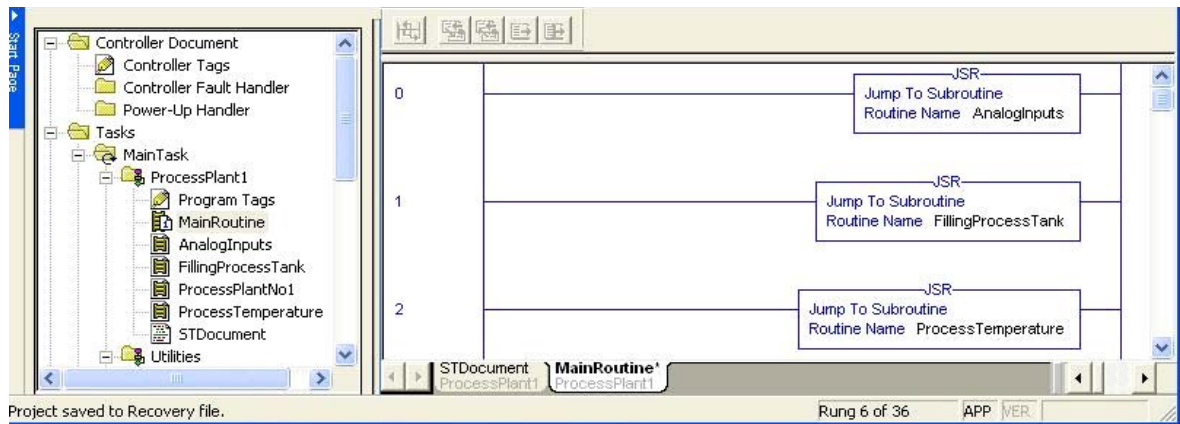 Start Page
Controller Document
Controller Tags
Controller Fault Handler
Power-Up Handler
Tasks
MainTask
ProcessPlant1
Program Tags
MainRoutine
AnalogInputs
FillingProcessTank
ProcessPlantNo1
ProcessTemperature
STDocument
Utilities
0
JSR
Jump To Subroutine
Routine Name AnalogInputs
1
JSR
Jump To Subroutine
Routine Name FillingProcessTank
2
JSR
Jump To Subroutine
Routine Name ProcessTemperature
STDocument
ProcessPlant1
MainRoutine*
ProcessPlant1
Project saved to Recovery file.
Rung 6 of 36
APP
VER